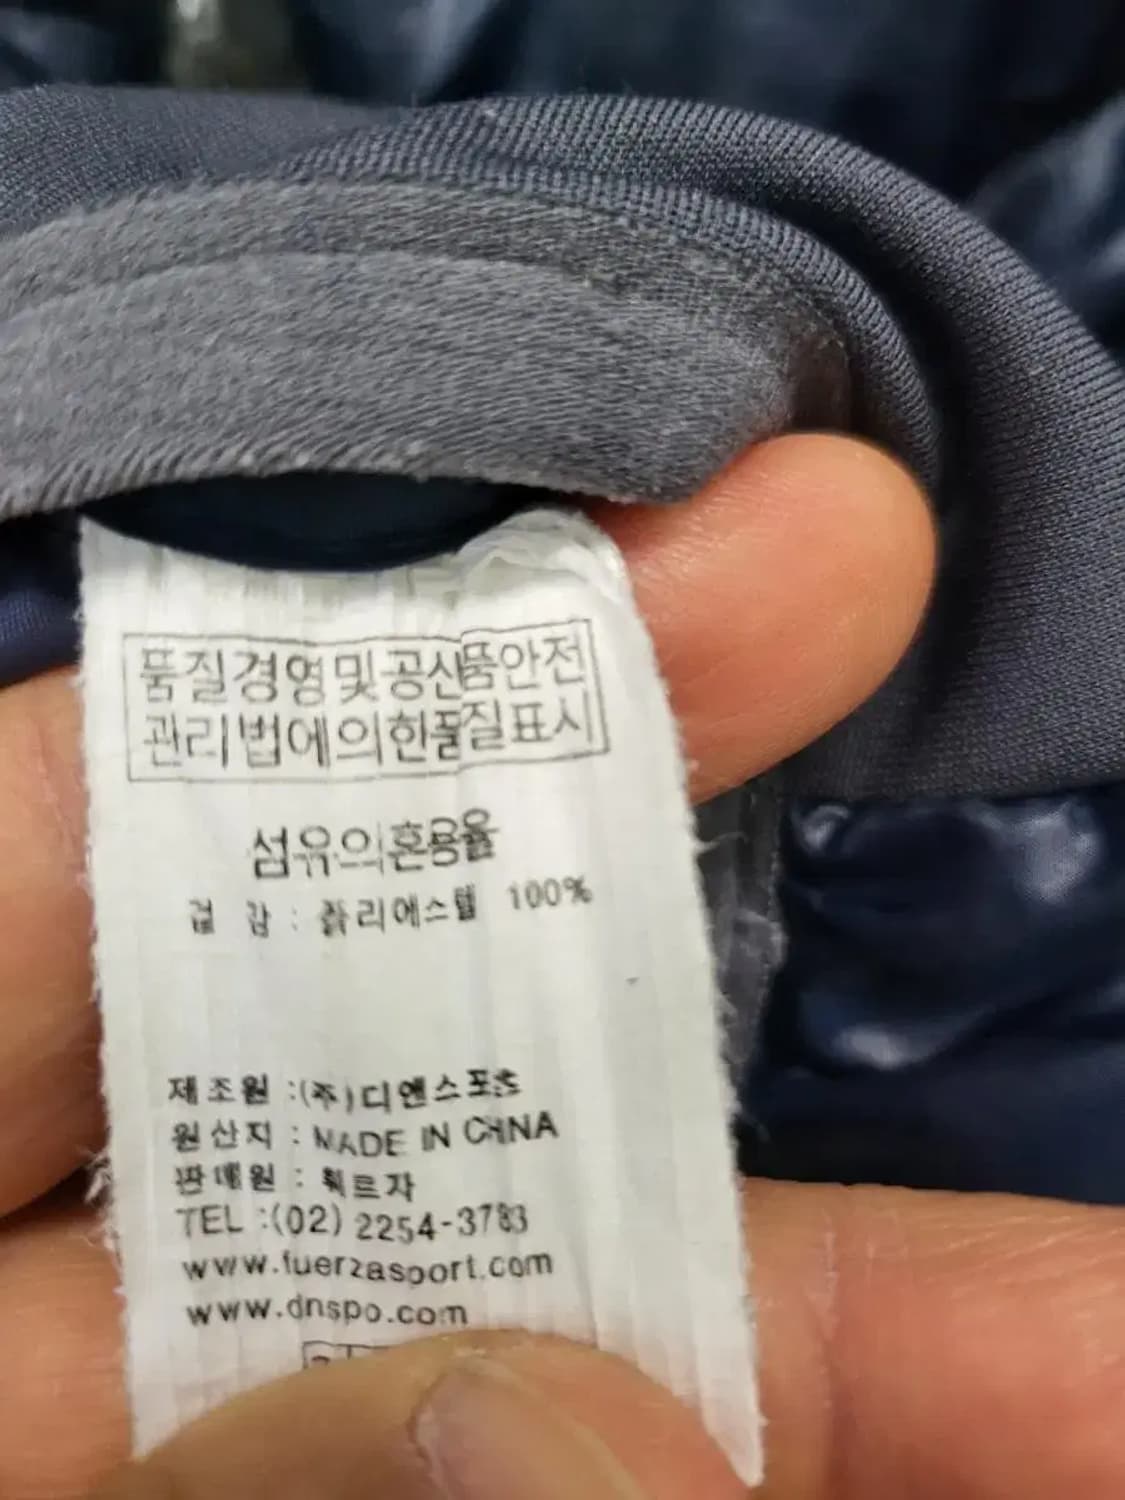 품질경영및공산품안전
관리법에의한품질표시
섬유의혼용율
겉 감 : 폴리에스텔 100%
제조원 :(주)디앤스포츠
원산지 : MADE IN CHINA
판매원 : 훠르자
TEL :(02) 2254-3783
www.fuerzasport.com
www.dnspo.com